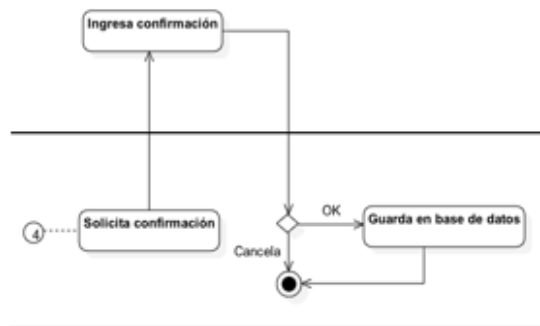 Ingresa confirmación
4
Solicita confirmación
OK
Guarda en base de datos
Cancela